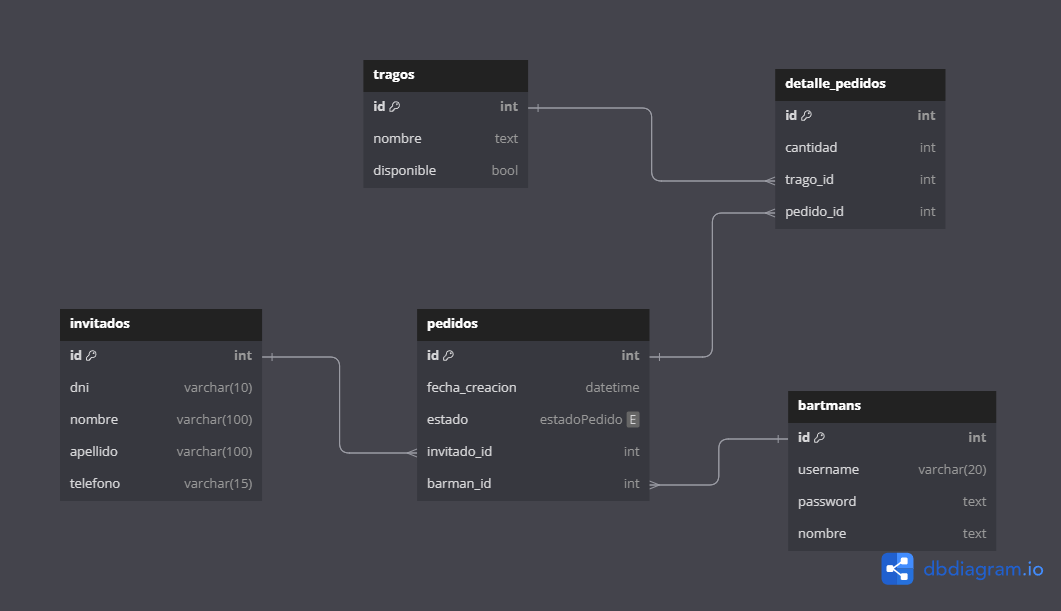 tragos
id int
nombre text
disponible bool
detalle_pedidos
id int
cantidad int
trago_id int
pedido_id int
invitados
id int
dni varchar(10)
nombre varchar(100)
apellido varchar(100)
telefono varchar(15)
pedidos
id int
fecha_creacion datetime
estado estadoPedido E
invitado_id int
barman_id int
bartmans
id int
username varchar(20)
password text
nombre text
dbdiagram.io